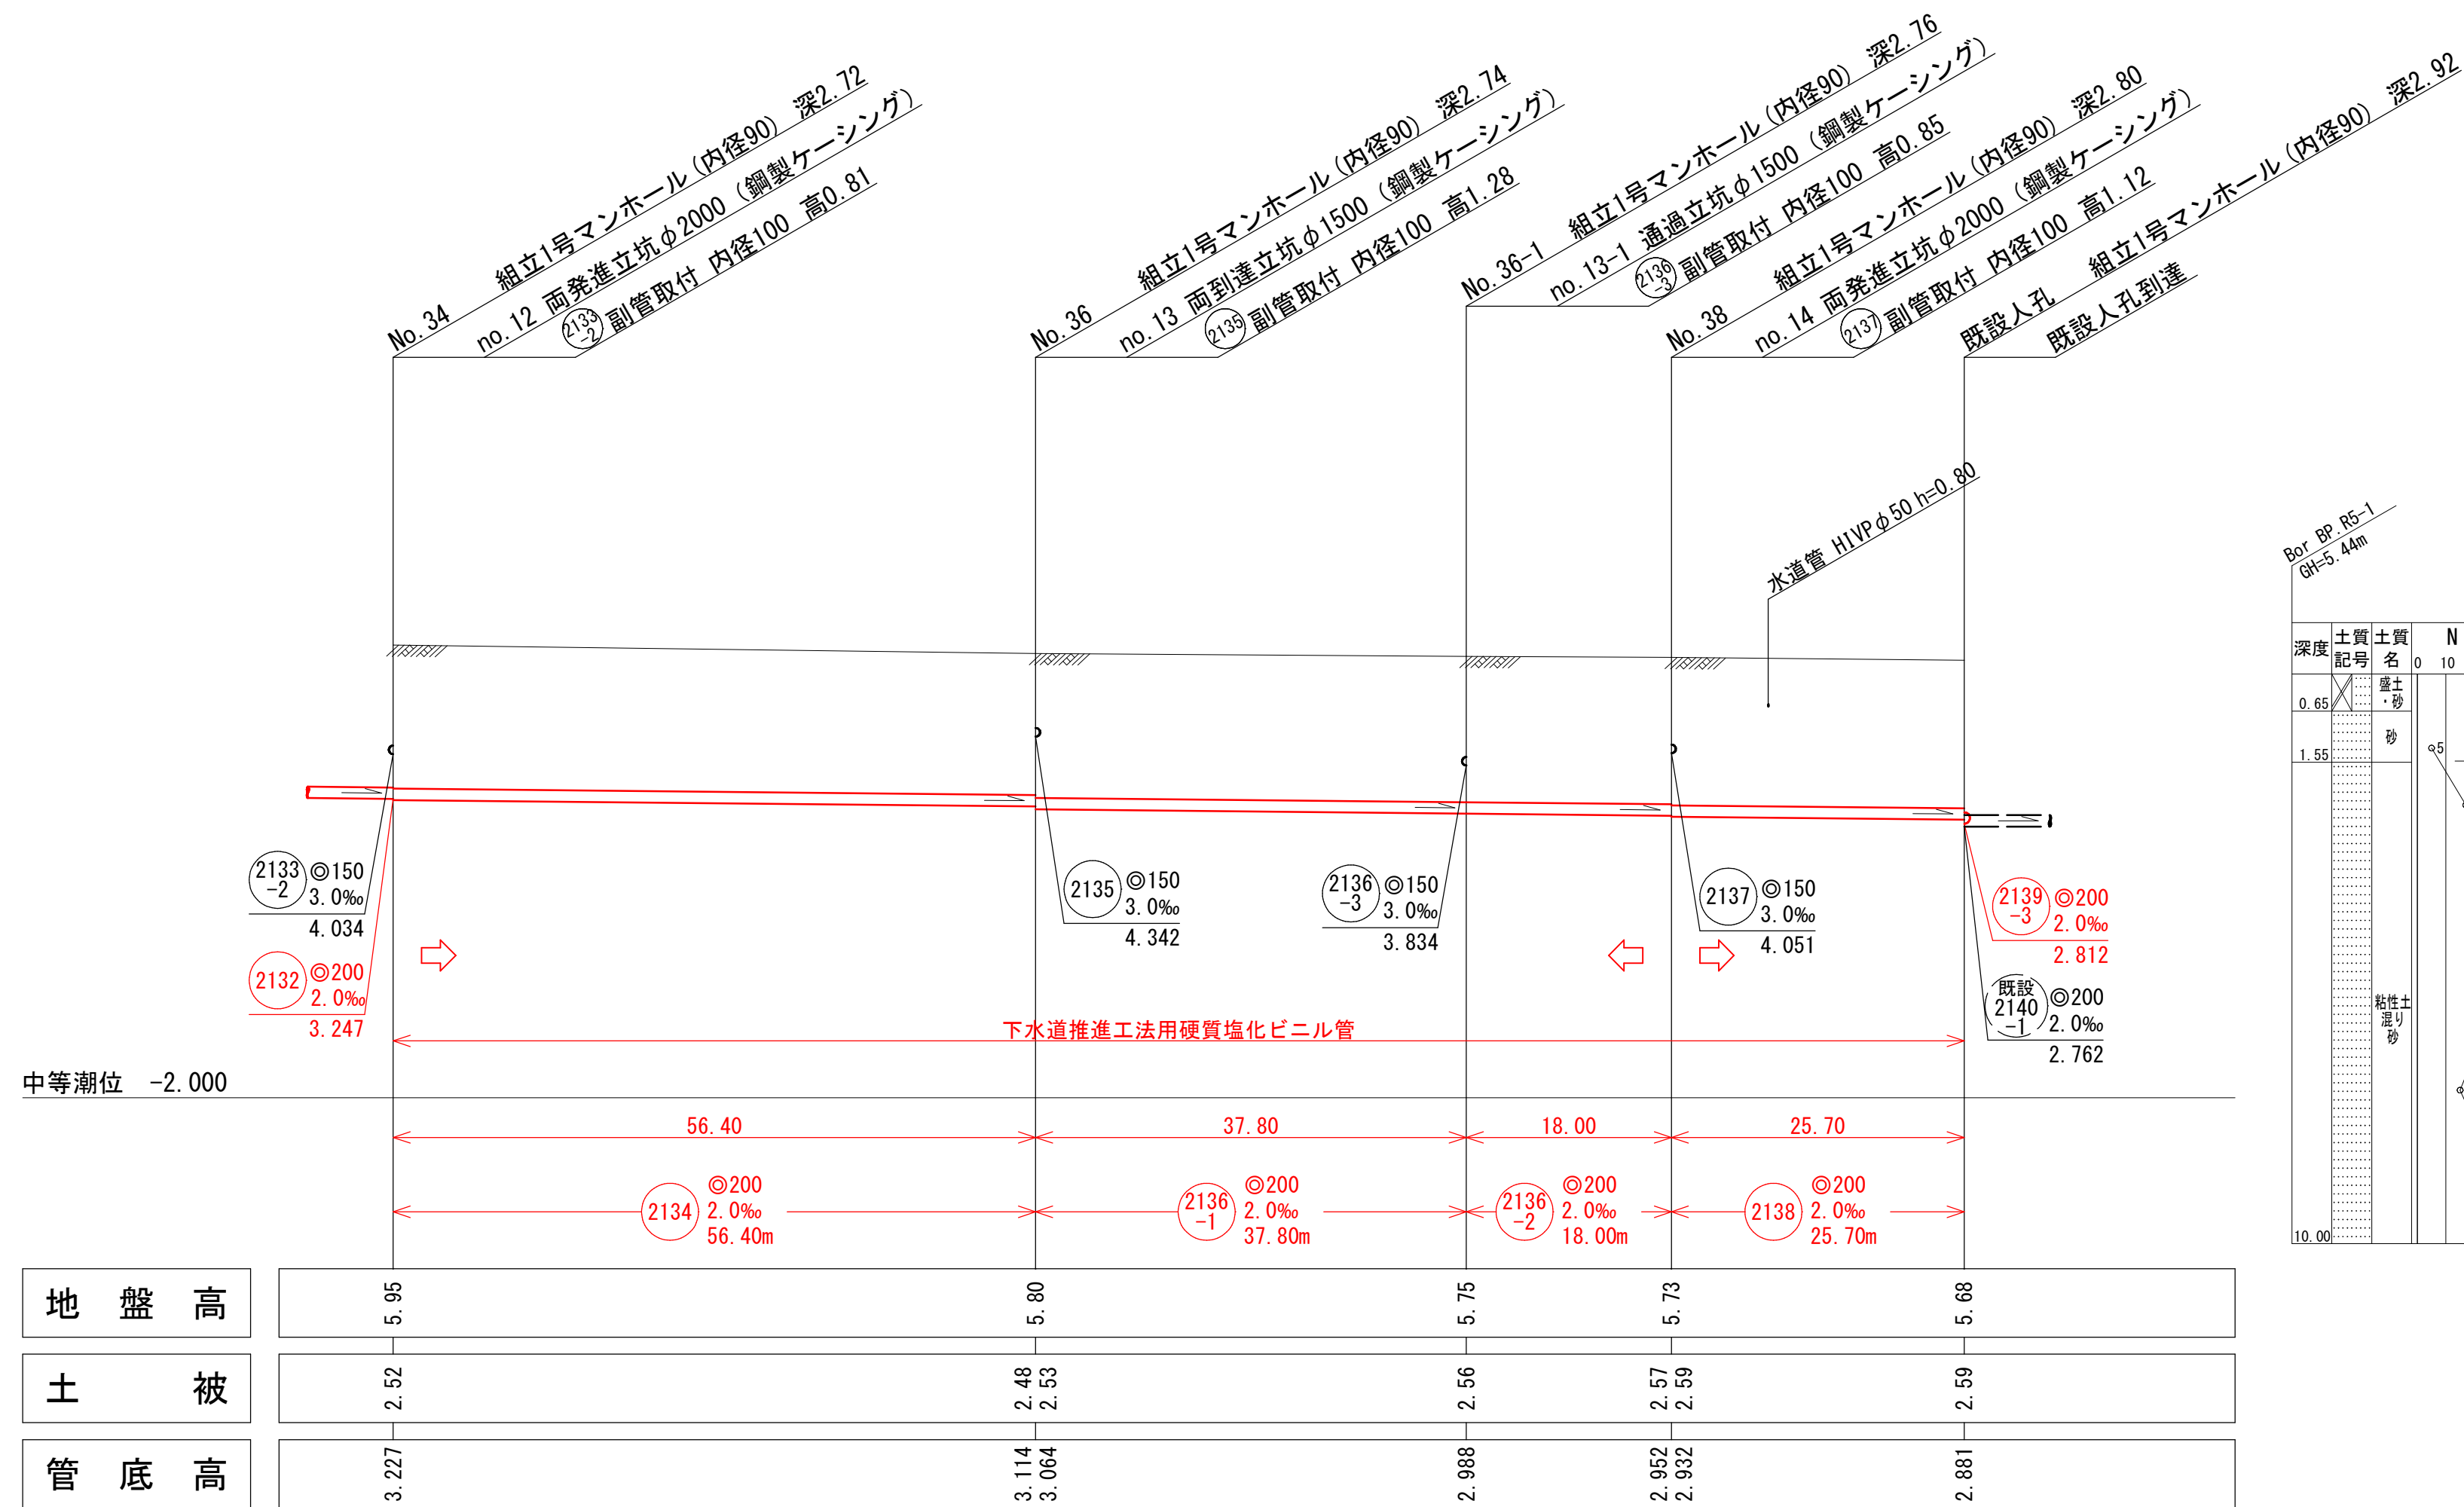 No.34 組立1号マンホール(内径90) 深2.72
no.12 両発進立坑φ2000(鋼製ケーシング)
2133-2 副管取付 内径100 高0.81
No.36 組立1号マンホール(内径90) 深2.74
no.13 両到達立坑φ1500(鋼製ケーシング)
2135 副管取付 内径100 高1.28
No.36-1 組立1号マンホール(内径90) 深2.76
no.13-1 通過立坑φ1500(鋼製ケーシング)
2136-3 副管取付 内径100 高0.85
No.38 組立1号マンホール(内径90) 深2.80
no.14 両発進立坑φ2000(鋼製ケーシング)
2137 副管取付 内径100 高1.12
既設人孔 組立1号マンホール(内径90) 深2.92
既設人孔到達
水道管 HIVPφ50 h=0.80
Bor BP.R5-1
GH=5.44m
深度 土質記号 土質名 N
0 10
0.65 盛土・砂
1.55 砂
5
粘性土混り砂
10.00
2133-2 ◎150
3.0‰
4.034
2132 ◎200
2.0‰
3.247
2135 ◎150
3.0‰
4.342
2136-3 ◎150
3.0‰
3.834
2137 ◎150
3.0‰
4.051
2139-3 ◎200
2.0‰
2.812
既設 2140-1 ◎200
2.0‰
2.762
下水道推進工法用硬質塩化ビニル管
中等潮位 -2.000
56.40 37.80 18.00 25.70
2134 ◎200
2.0‰
56.40m
2136-1 ◎200
2.0‰
37.80m
2136-2 ◎200
2.0‰
18.00m
2138 ◎200
2.0‰
25.70m
地盤高 5.95 5.80 5.75 5.73 5.68
土被 2.52 2.48 2.53 2.56 2.57 2.59 2.59
管底高 3.227 3.114 3.064 2.988 2.952 2.932 2.881